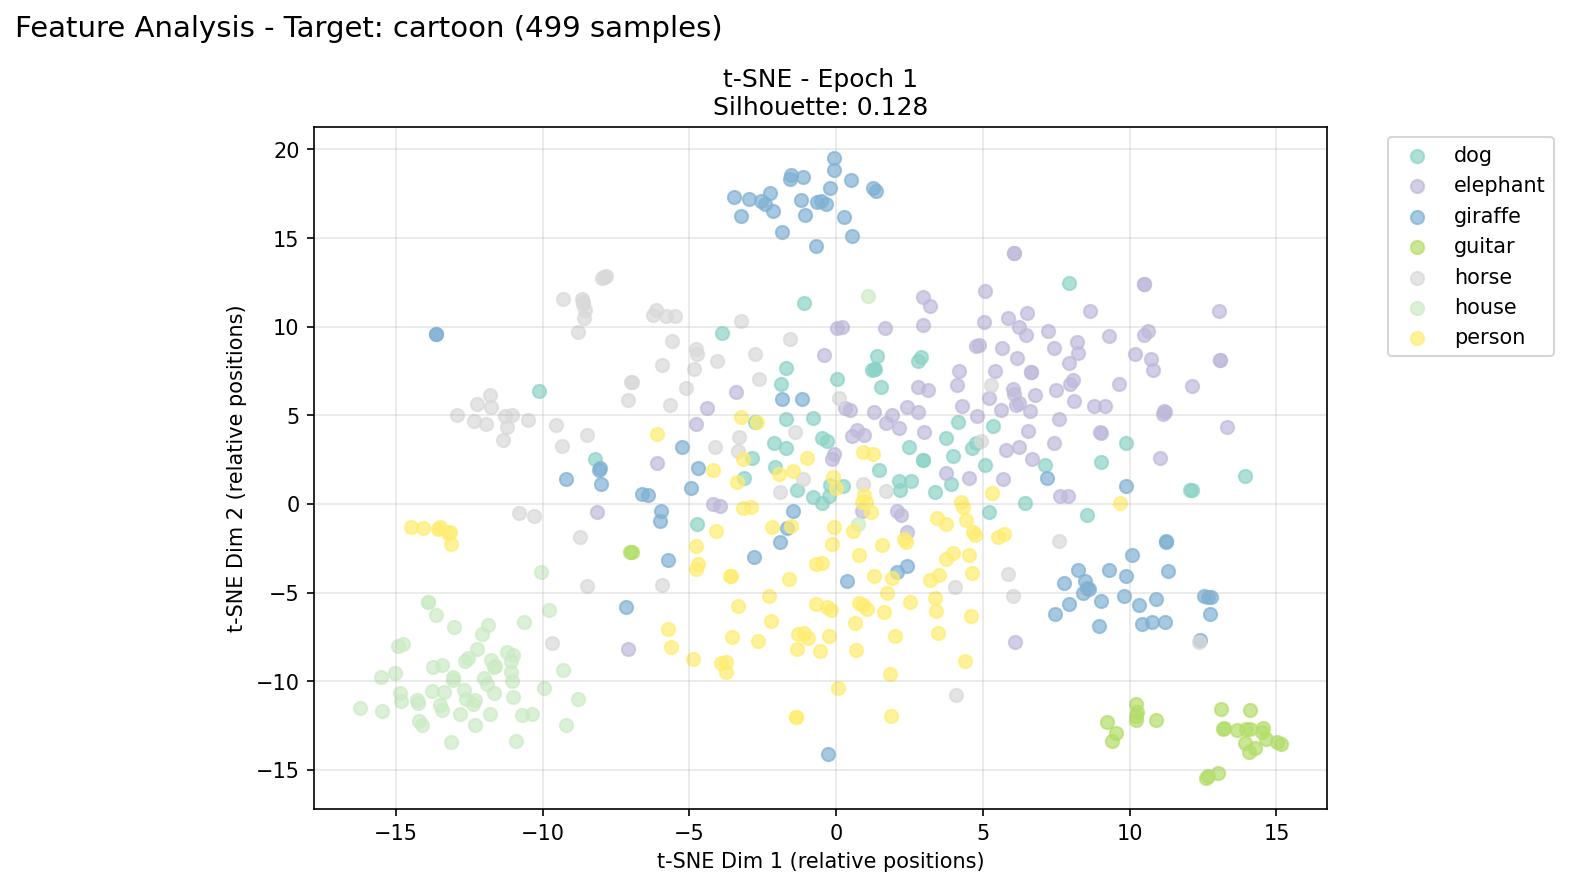 Feature Analysis - Target: cartoon (499 samples)
t-SNE - Epoch 1
Silhouette: 0.128
dog
elephant
giraffe
guitar
horse
house
person
20
15
10
5
0
−5
−10
−15
t-SNE Dim 2 (relative positions)
−15
−10
−5
0
5
10
15
t-SNE Dim 1 (relative positions)